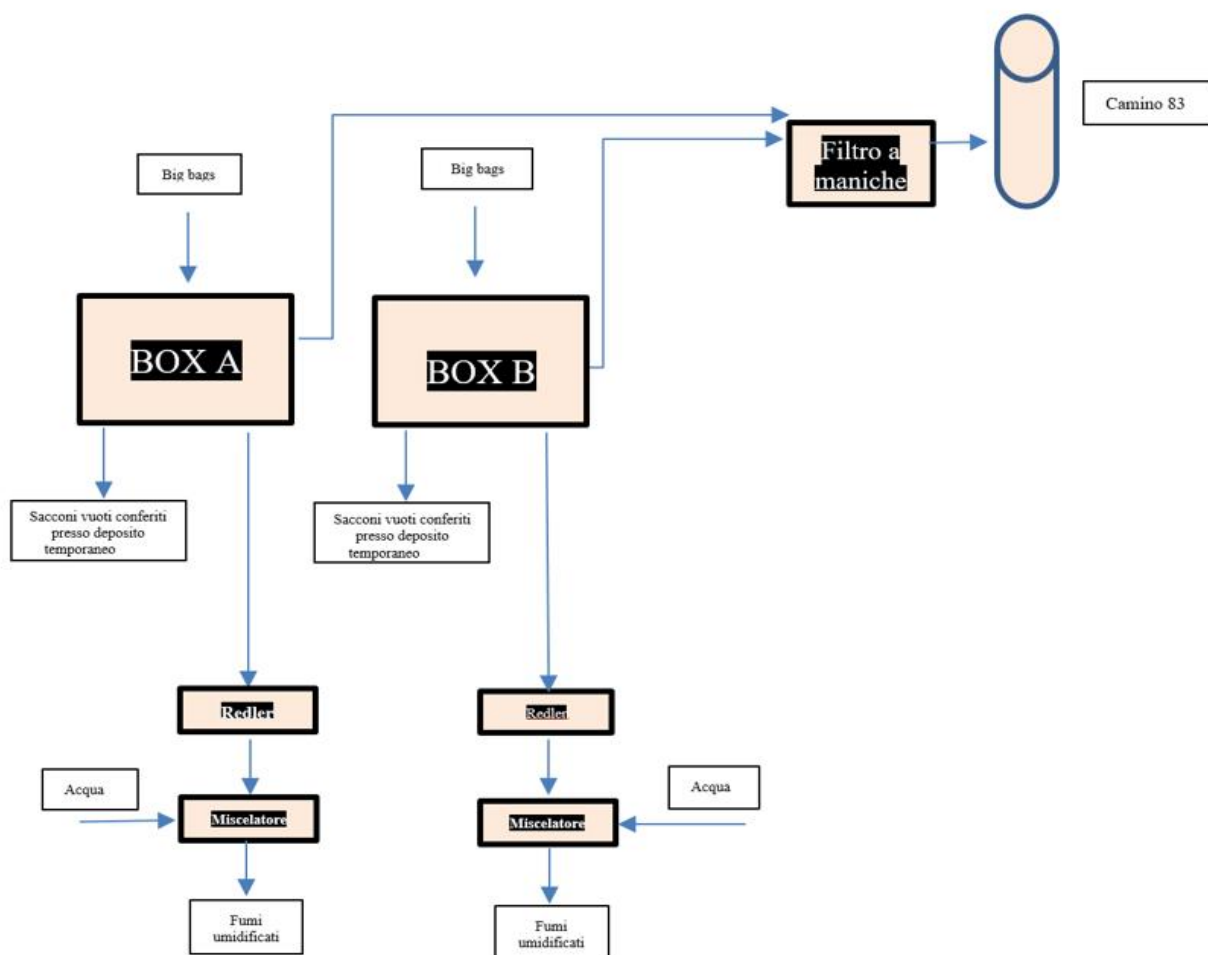 Camino 83
Filtro a
maniche
Big bags
Big bags
BOX A
BOX B
Sacconi vuoti conferiti
presso deposito
temporaneo
Sacconi vuoti conferiti
presso deposito
temporaneo
Redler
Redler
Acqua
Acqua
Miscelatore
Miscelatore
Fumi
umidificati
Fumi
umidificati